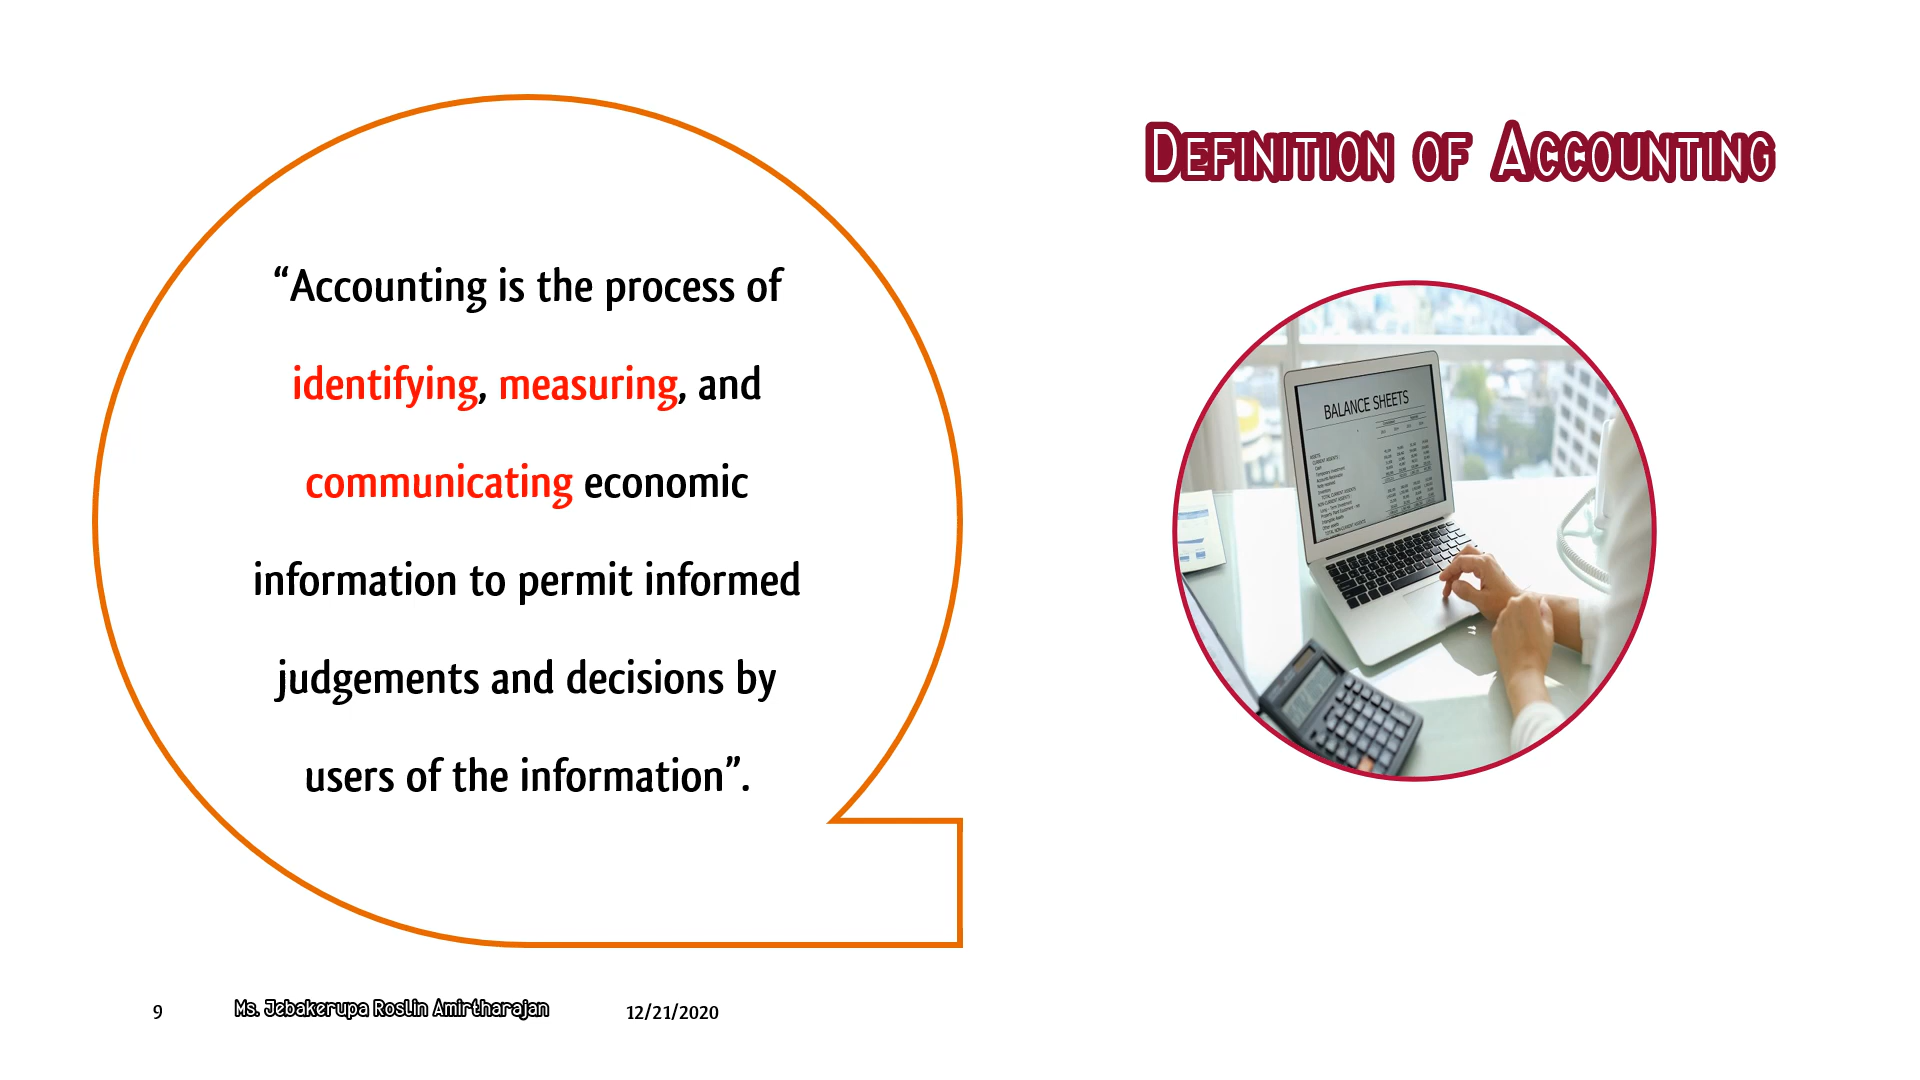 Definition of Accounting
“Accounting is the process of
identifying, measuring, and
communicating economic
information to permit informed
judgements and decisions by
users of the information”.
BALANCE SHEETS
9
Ms. Jebakerupa Roslin Amirtharajan
12/21/2020